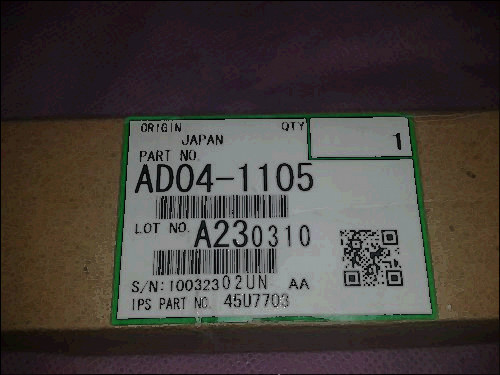 ORIGIN QTY
JAPAN 1
PART NO.
AD04-1105
LOT NO. A230310
S/N: 10032302UN AA
IPS PART NO. 45U7703